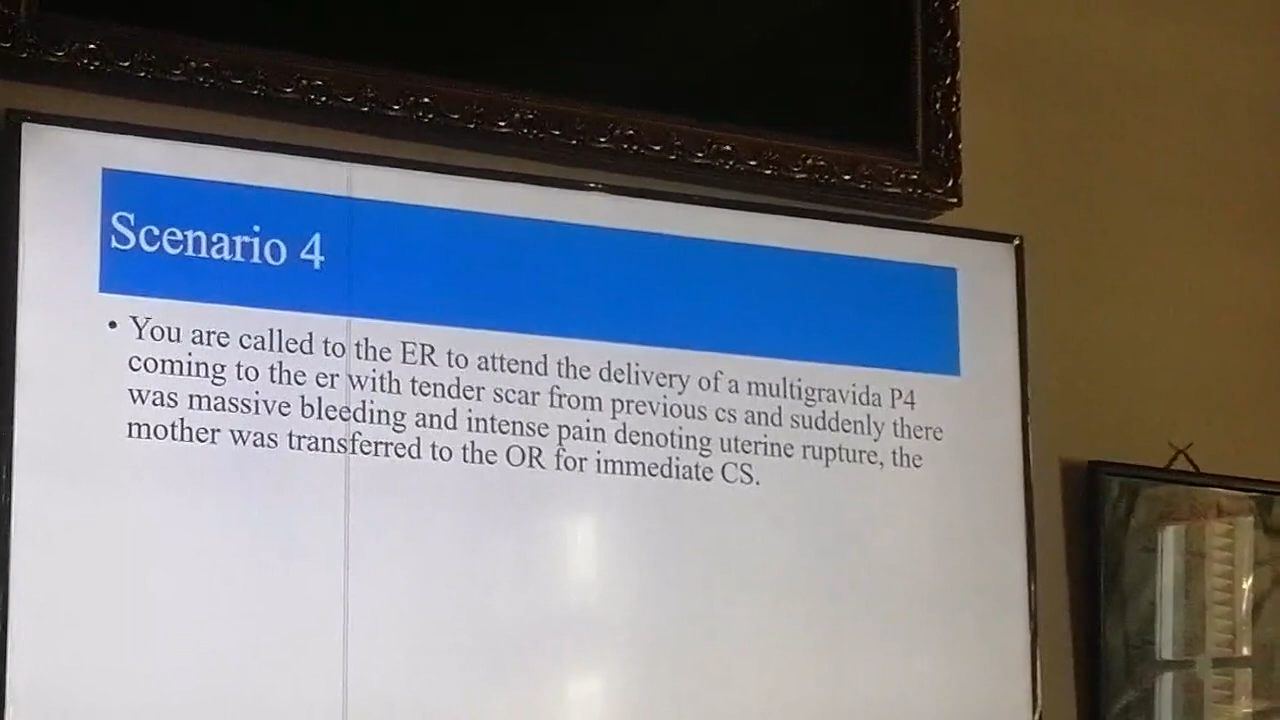 Scenario 4
• You are called to the ER to attend the delivery of a multigravida P4
coming to the er with tender scar from previous cs and suddenly there
was massive bleeding and intense pain denoting uterine rupture, the
mother was transferred to the OR for immediate CS.